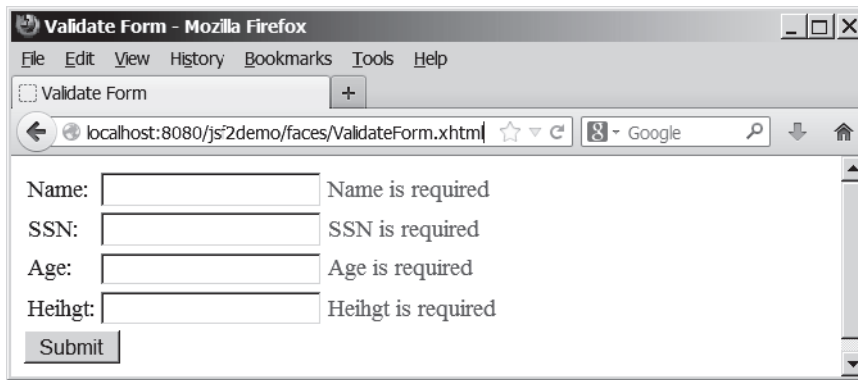 Validate Form - Mozilla Firefox
File Edit View History Bookmarks Tools Help
Validate Form +
localhost:8080/jsf2demo/faces/ValidateForm.xhtml 8 Google
Name: Name is required
SSN: SSN is required
Age: Age is required
Heihgt: Heihgt is required
Submit